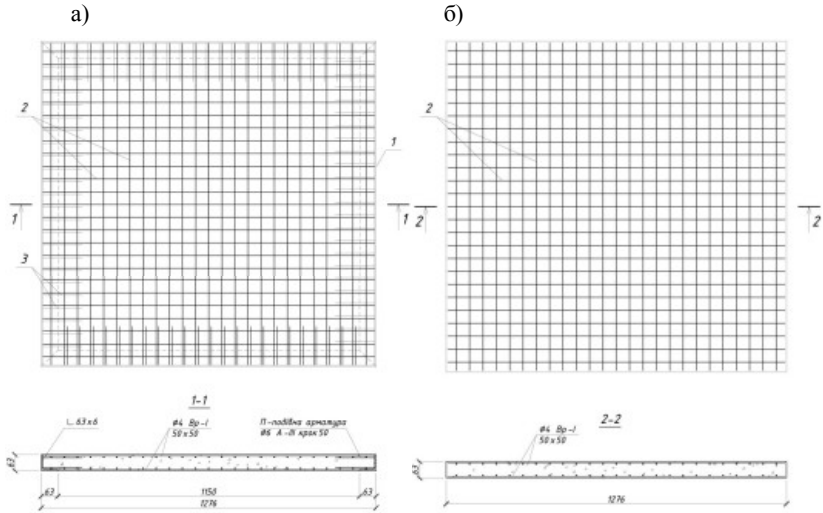 а) б)
2
1
2
1 1 2 2
3
1-1
∟ 63х6
Ø4 Вр-І
50х50
П-подібна арматура
Ø6 А-ІІІ крок 50
63
63 1150 63
1276
2-2
Ø4 Вр-І
50х50
63
1276